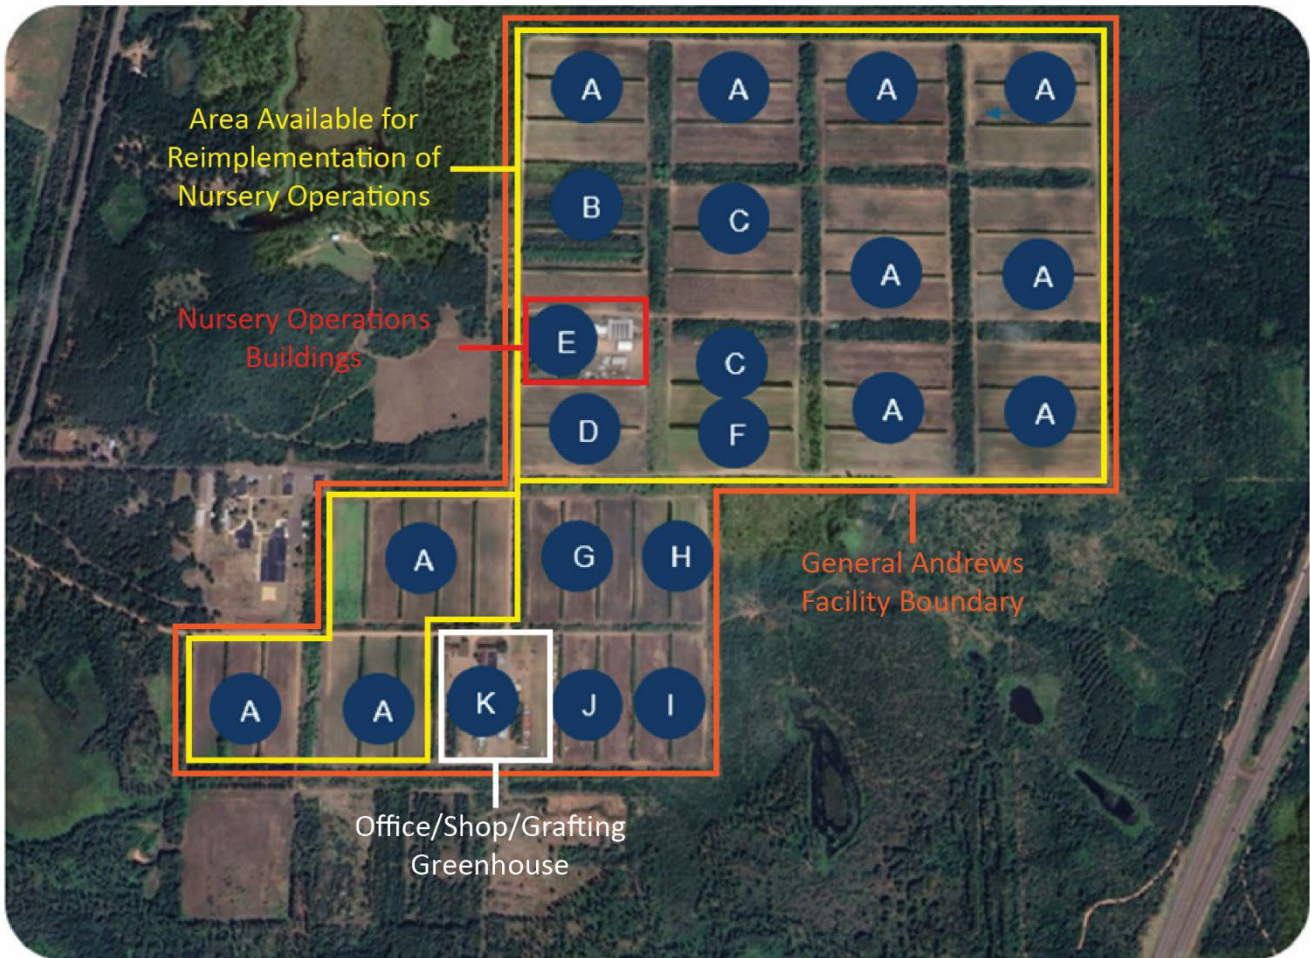 A A A A
Area Available for
Reimplementation of
Nursery Operations
B C
A A
Nursery Operations
Buildings
E C
A A
D F
A G H
General Andrews
Facility Boundary
A A K J I
Office/Shop/Grafting
Greenhouse